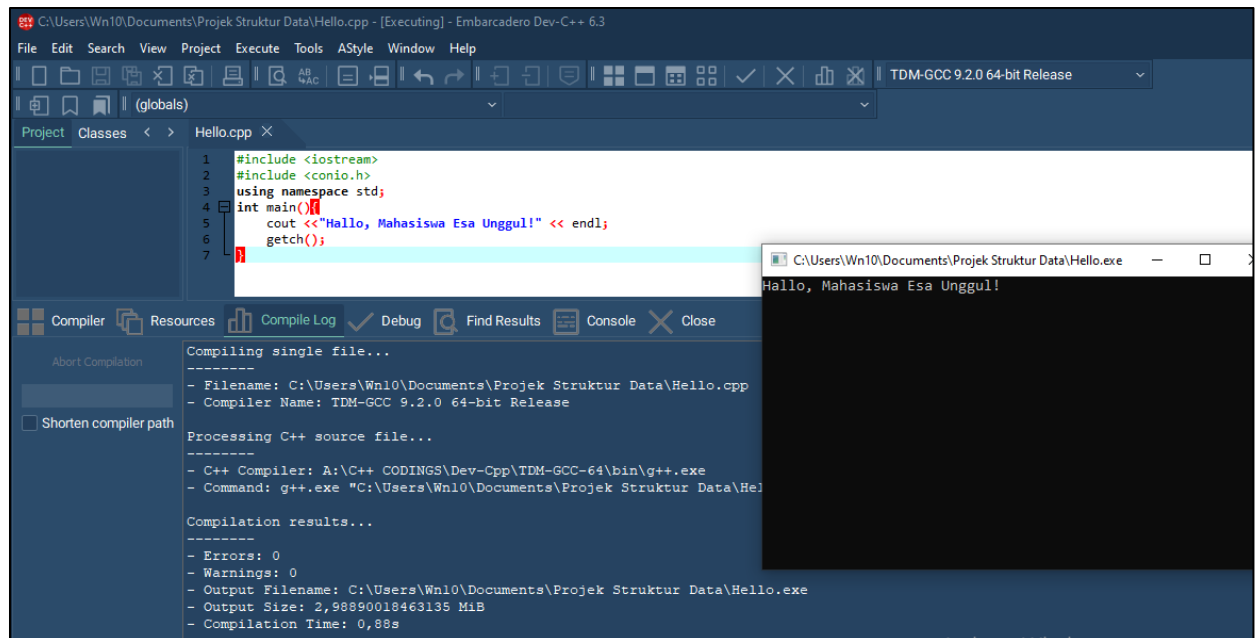 C:\Users\Wn10\Documents\Projek Struktur Data\Hello.cpp - [Executing] - Embarcadero Dev-C++ 6.3
File Edit Search View Project Execute Tools AStyle Window Help
TDM-GCC 9.2.0 64-bit Release
(globals)
Project Classes < > Hello.cpp
1 #include <iostream>
2 #include <conio.h>
3 using namespace std;
4 int main(){
5 cout <<"Hallo, Mahasiswa Esa Unggul!" << endl;
6 getch();
7 }
C:\Users\Wn10\Documents\Projek Struktur Data\Hello.exe
Hallo, Mahasiswa Esa Unggul!
Compiler Resources Compile Log Debug Find Results Console Close
Abort Compilation
Shorten compiler path
Compiling single file...
--------
- Filename: C:\Users\Wn10\Documents\Projek Struktur Data\Hello.cpp
- Compiler Name: TDM-GCC 9.2.0 64-bit Release
Processing C++ source file...
--------
- C++ Compiler: A:\C++ CODINGS\Dev-Cpp\TDM-GCC-64\bin\g++.exe
- Command: g++.exe "C:\Users\Wn10\Documents\Projek Struktur Data\Hel
Compilation results...
--------
- Errors: 0
- Warnings: 0
- Output Filename: C:\Users\Wn10\Documents\Projek Struktur Data\Hello.exe
- Output Size: 2,98890018463135 MiB
- Compilation Time: 0,88s